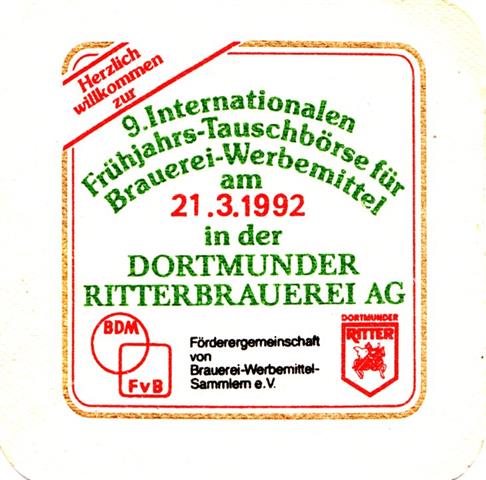 Herzlich
willkommen
zur
9. Internationalen
Frühjahrs-Tauschbörse für
Brauerei-Werbemittel
am
21.3.1992
in der
DORTMUNDER
RITTERBRAUEREI AG
BDM
FvB
Förderergemeinschaft
von
Brauerei-Werbemittel-
Sammlern e.V.
DORTMUNDER
RITTER